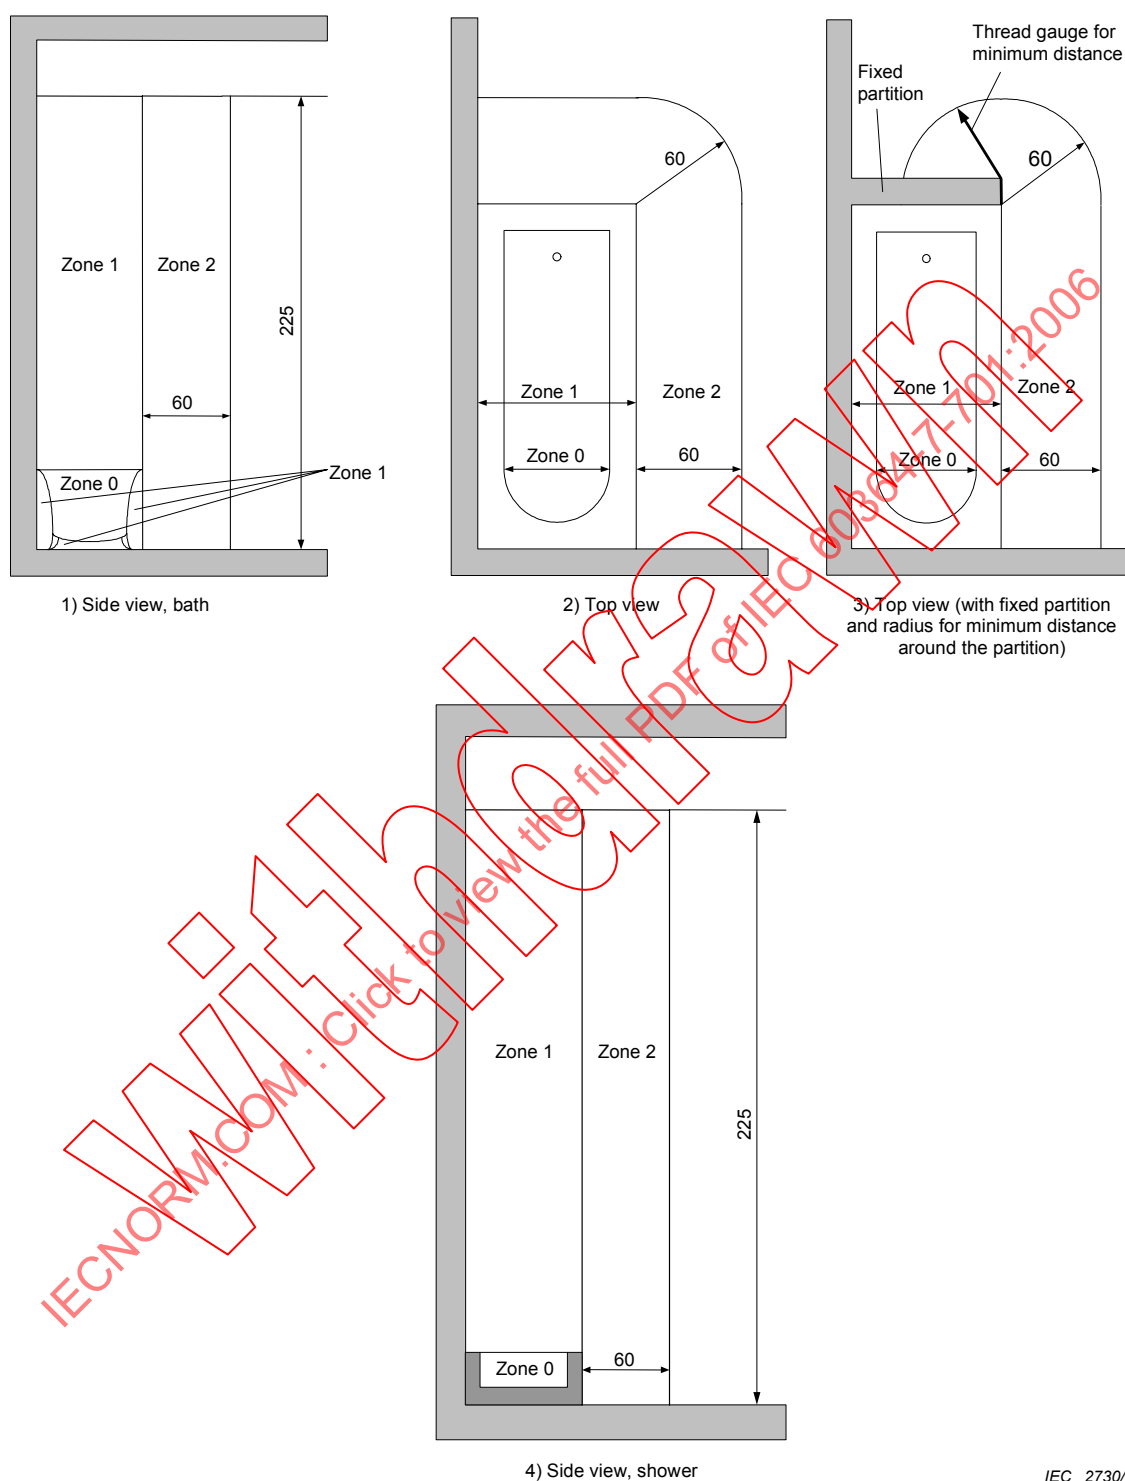 Thread gauge for
minimum distance
Fixed
partition
60
60
Zone 1
Zone 2
225
Zone 1
Zone 2
Zone 1
Zone 2
60
Zone 0
Zone 1
Zone 0
60
Zone 0
60
1) Side view, bath
2) Top view
3) Top view (with fixed partition
and radius for minimum distance
around the partition)
Zone 1
Zone 2
225
Zone 0
60
4) Side view, shower
IEC 2730/
Withdrawn
IECNORM.COM : Click to view the full PDF of IEC 60364-7-701:2006